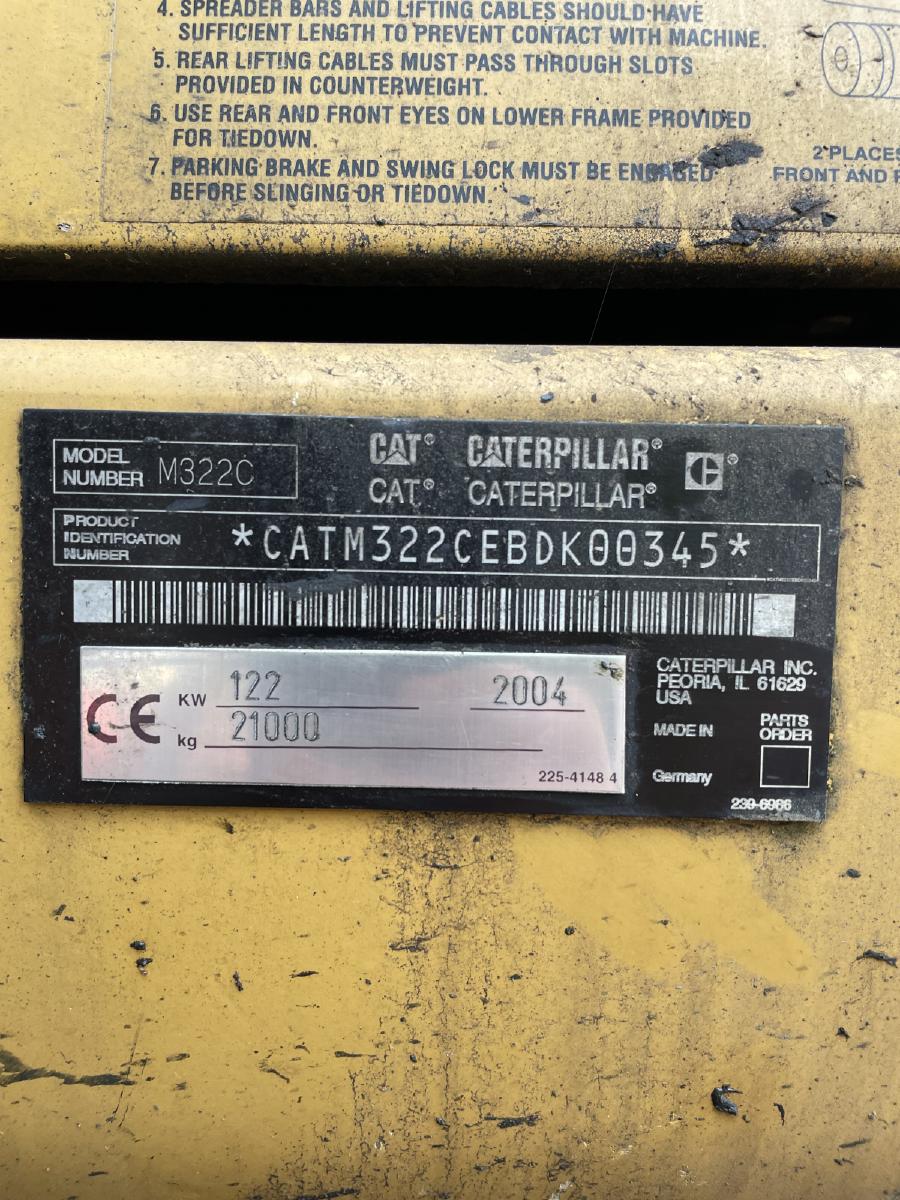 4. SPREADER BARS AND LIFTING CABLES SHOULD HAVE
SUFFICIENT LENGTH TO PREVENT CONTACT WITH MACHINE.
5. REAR LIFTING CABLES MUST PASS THROUGH SLOTS
PROVIDED IN COUNTERWEIGHT.
6. USE REAR AND FRONT EYES ON LOWER FRAME PROVIDED
FOR TIEDOWN.
7. PARKING BRAKE AND SWING LOCK MUST BE ENGAGED
BEFORE SLINGING OR TIEDOWN.
2 PLACES
FRONT AND
MODEL
NUMBER M322C
CAT® CATERPILLAR® C®
CAT® CATERPILLAR®
PRODUCT
IDENTIFICATION
NUMBER
*CATM322CEBDK00345*
CE
KW 122 2004
kg 21000
225-4148 4
CATERPILLAR INC.
PEORIA, IL 61629
USA
MADE IN
Germany
PARTS
ORDER
239-6986